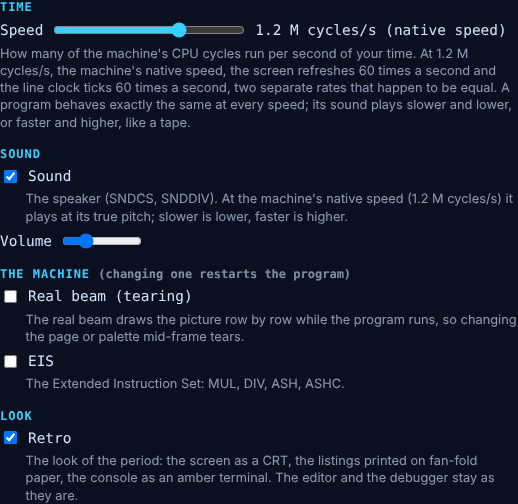 TIME
Speed 1.2 M cycles/s (native speed)
How many of the machine's CPU cycles run per second of your time. At 1.2 M
cycles/s, the machine's native speed, the screen refreshes 60 times a second and
the line clock ticks 60 times a second, two separate rates that happen to be equal. A
program behaves exactly the same at every speed; its sound plays slower and lower,
or faster and higher, like a tape.
SOUND
Sound
The speaker (SNDCS, SNDDIV). At the machine's native speed (1.2 M cycles/s) it
plays at its true pitch; slower is lower, faster is higher.
Volume
THE MACHINE (changing one restarts the program)
Real beam (tearing)
The real beam draws the picture row by row while the program runs, so changing
the page or palette mid-frame tears.
EIS
The Extended Instruction Set: MUL, DIV, ASH, ASHC.
LOOK
Retro
The look of the period: the screen as a CRT, the listings printed on fan-fold
paper, the console as an amber terminal. The editor and the debugger stay as
they are.